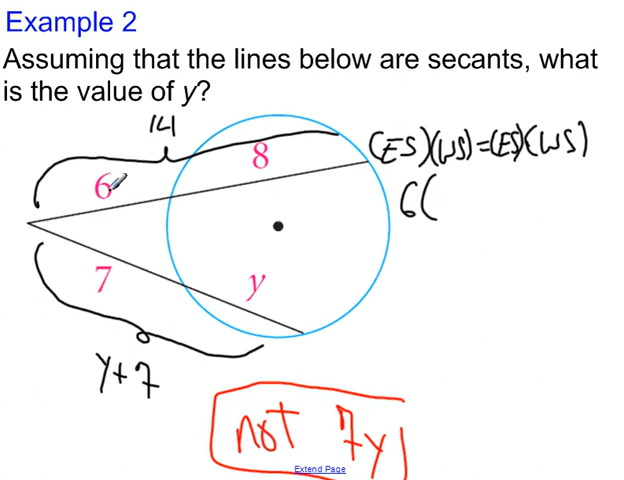 Example 2
Assuming that the lines below are secants, what
is the value of y?
14
(ES)(WS)=(ES)(WS)
8
6
6(
7
y
y+7
not 7y
Extend Page